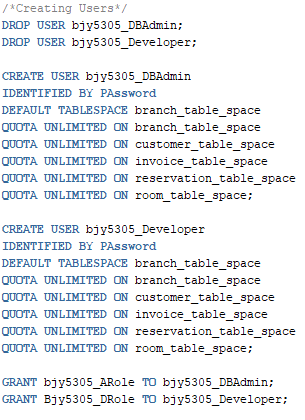 /*Creating Users*/
DROP USER bjy5305_DBAdmin;
DROP USER bjy5305_Developer;
CREATE USER bjy5305_DBAdmin
IDENTIFIED BY PAssword
DEFAULT TABLESPACE branch_table_space
QUOTA UNLIMITED ON branch_table_space
QUOTA UNLIMITED ON customer_table_space
QUOTA UNLIMITED ON invoice_table_space
QUOTA UNLIMITED ON reservation_table_space
QUOTA UNLIMITED ON room_table_space;
CREATE USER bjy5305_Developer
IDENTIFIED BY PAssword
DEFAULT TABLESPACE branch_table_space
QUOTA UNLIMITED ON branch_table_space
QUOTA UNLIMITED ON customer_table_space
QUOTA UNLIMITED ON invoice_table_space
QUOTA UNLIMITED ON reservation_table_space
QUOTA UNLIMITED ON room_table_space;
GRANT bjy5305_ARole TO bjy5305_DBAdmin;
GRANT Bjy5305_DRole TO bjy5305_Developer;